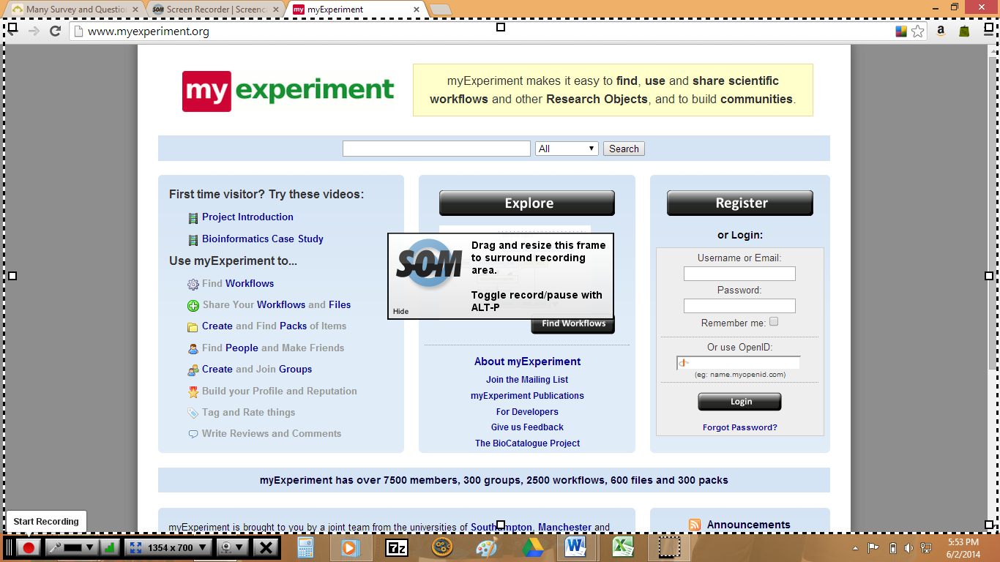 Many Survey and Question
Screen Recorder | Screenca
my myExperiment
www.myexperiment.org
my experiment
myExperiment makes it easy to find, use and share scientific
workflows and other Research Objects, and to build communities.
All
Search
First time visitor? Try these videos:
Project Introduction
Bioinformatics Case Study
Use myExperiment to...
Find Workflows
Share Your Workflows and Files
Create and Find Packs of Items
Find People and Make Friends
Create and Join Groups
Build your Profile and Reputation
Tag and Rate things
Write Reviews and Comments
Explore
SOM
Drag and resize this frame
to surround recording
area.
Toggle record/pause with
ALT-P
Hide
Find Workflows
About myExperiment
Join the Mailing List
myExperiment Publications
For Developers
Give us Feedback
The BioCatalogue Project
Register
or Login:
Username or Email:
Password:
Remember me:
Or use OpenID:
(eg: name.myopenid.com)
Login
Forgot Password?
myExperiment has over 7500 members, 300 groups, 2500 workflows, 600 files and 300 packs
myExperiment is brought to you by a joint team from the universities of Southampton, Manchester and
Announcements
Start Recording
1354 x 700
7z
5:53 PM
6/2/2014